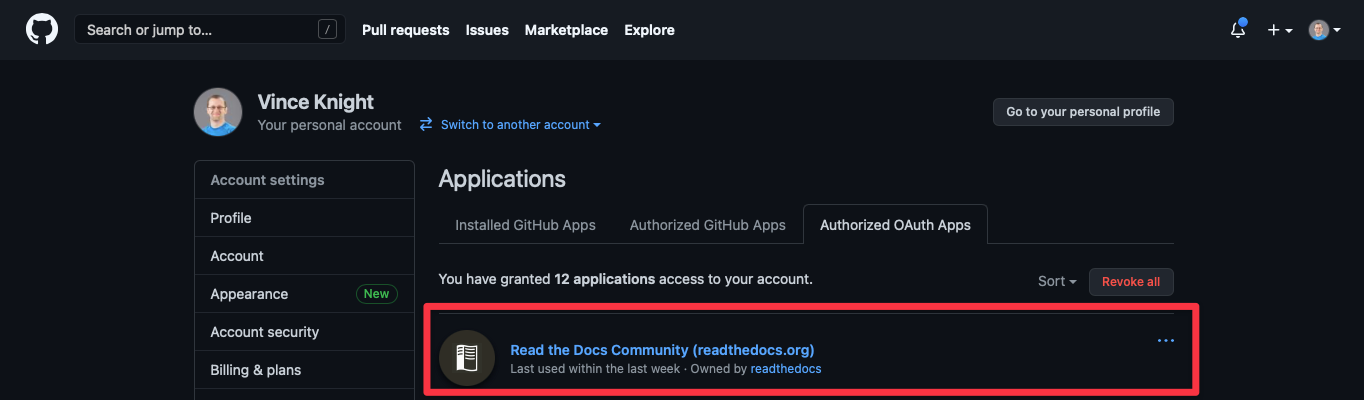 Search or jump to... /
Pull requests Issues Marketplace Explore
Vince Knight
Your personal account Switch to another account
Go to your personal profile
Account settings
Profile
Account
Appearance New
Account security
Billing & plans
Applications
Installed GitHub Apps Authorized GitHub Apps Authorized OAuth Apps
You have granted 12 applications access to your account.
Sort Revoke all
Read the Docs Community (readthedocs.org)
Last used within the last week · Owned by readthedocs